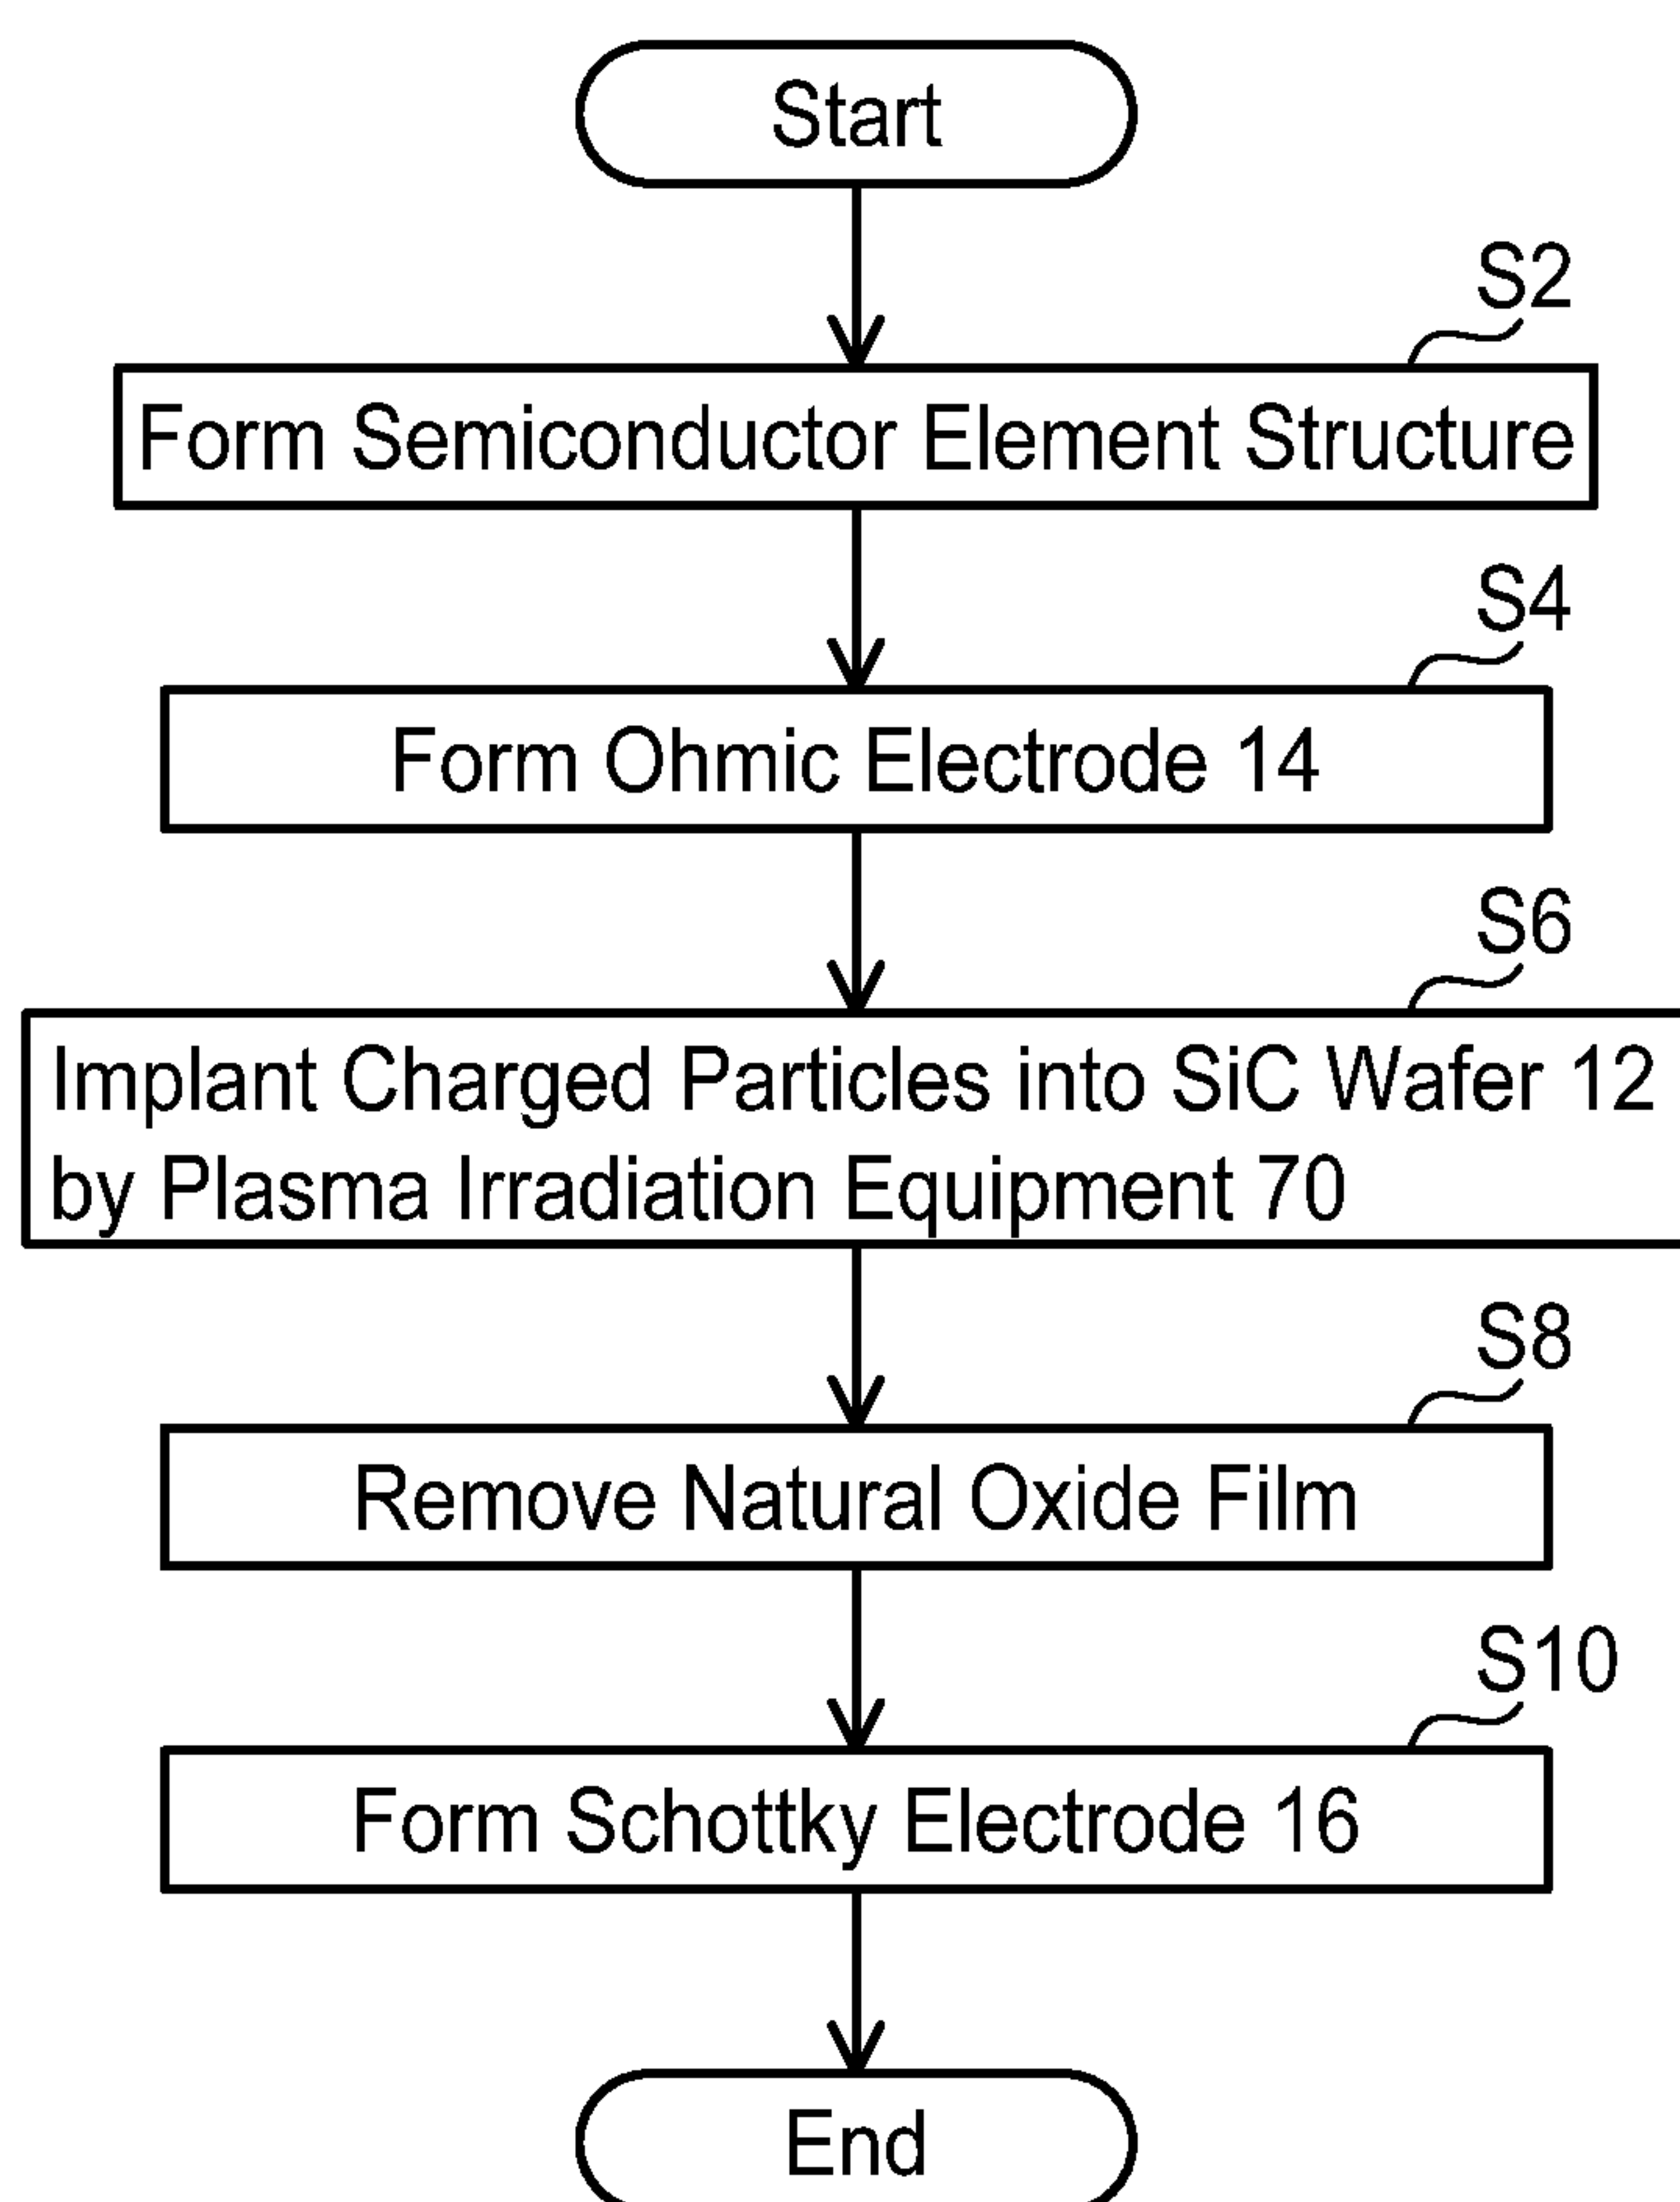 Start
S2
Form Semiconductor Element Structure
S4
Form Ohmic Electrode 14
S6
Implant Charged Particles into SiC Wafer 12
by Plasma Irradiation Equipment 70
S8
Remove Natural Oxide Film
S10
Form Schottky Electrode 16
End